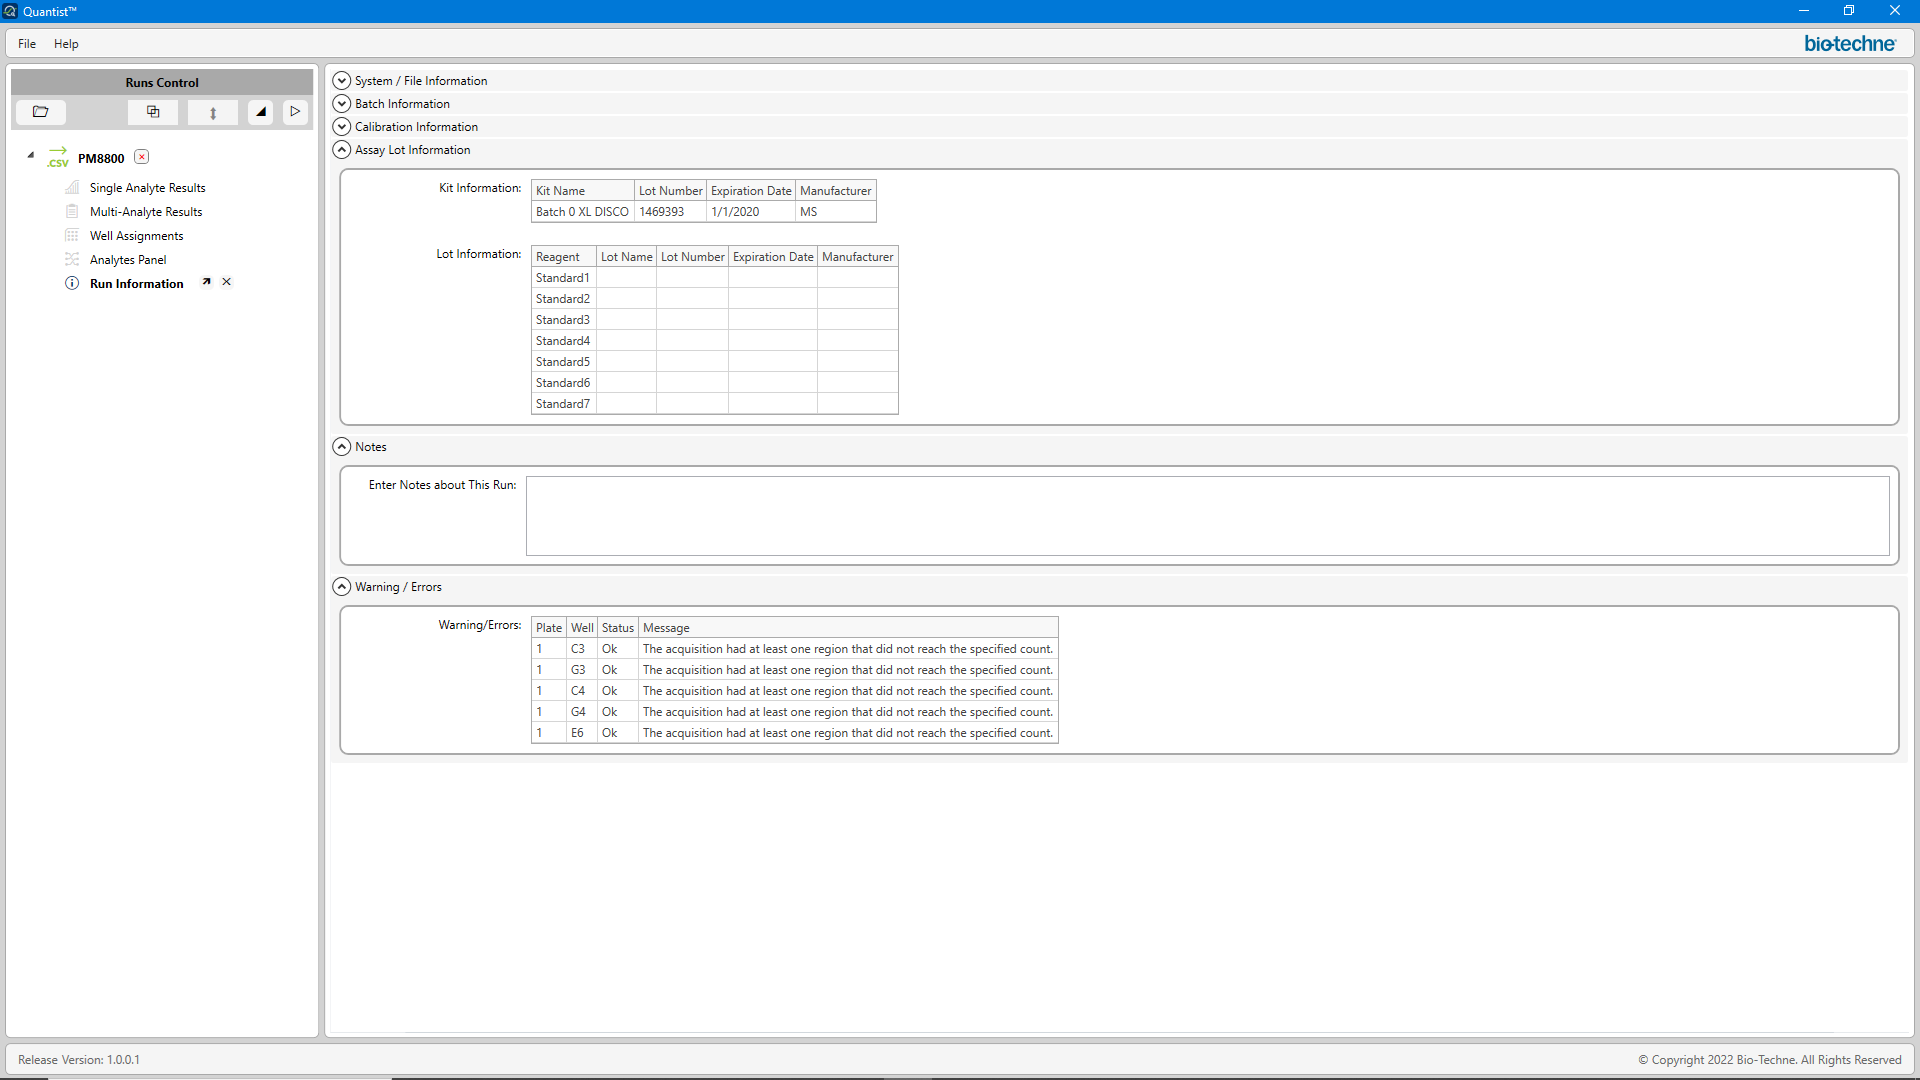 Quantist™
File Help
bio-techne
Runs Control
.CSV PM8800
Single Analyte Results
Multi-Analyte Results
Well Assignments
Analytes Panel
Run Information
System / File Information
Batch Information
Calibration Information
Assay Lot Information
Kit Information:
Kit Name Lot Number Expiration Date Manufacturer
Batch 0 XL DISCO 1469393 1/1/2020 MS
Lot Information:
Reagent Lot Name Lot Number Expiration Date Manufacturer
Standard1
Standard2
Standard3
Standard4
Standard5
Standard6
Standard7
Notes
Enter Notes about This Run:
Warning / Errors
Warning/Errors:
Plate Well Status Message
1 C3 Ok The acquisition had at least one region that did not reach the specified count.
1 G3 Ok The acquisition had at least one region that did not reach the specified count.
1 C4 Ok The acquisition had at least one region that did not reach the specified count.
1 G4 Ok The acquisition had at least one region that did not reach the specified count.
1 E6 Ok The acquisition had at least one region that did not reach the specified count.
Release Version: 1.0.0.1
© Copyright 2022 Bio-Techne. All Rights Reserved